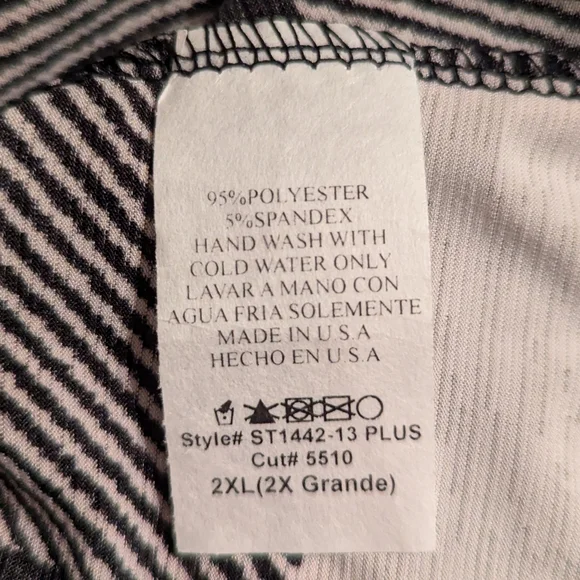 95%POLYESTER
5%SPANDEX
HAND WASH WITH
COLD WATER ONLY
LAVAR A MANO CON
AGUA FRIA SOLEMENTE
MADE IN U.S.A
HECHO EN U.S.A
Style# ST1442-13 PLUS
Cut# 5510
2XL(2X Grande)